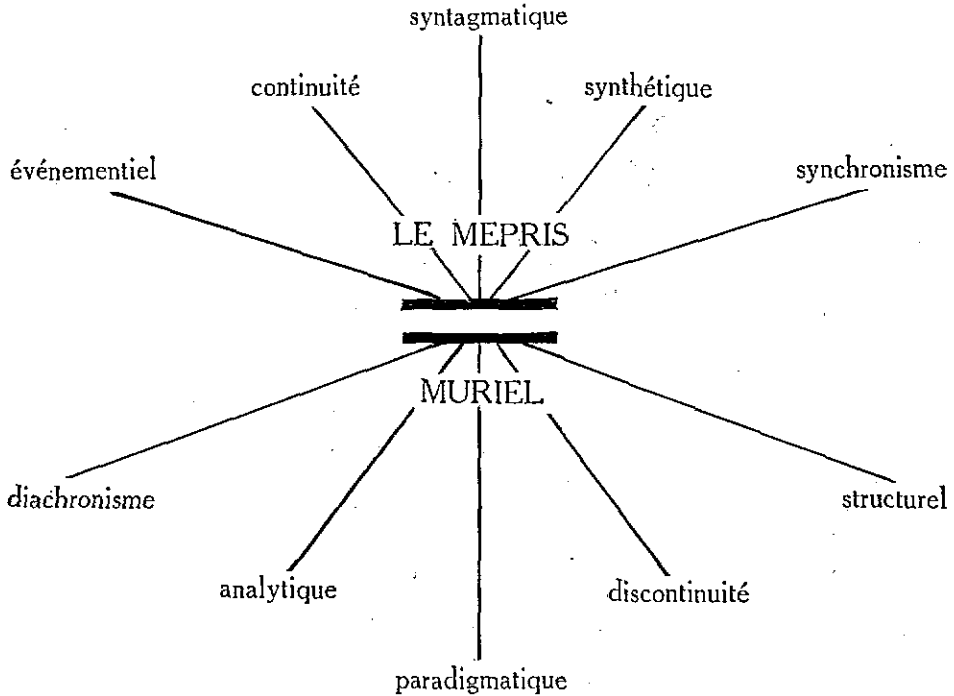 syntagmatique
continuité
synthétique
événementiel
synchronisme
LE MEPRIS
MURIEL
diachronisme
structurel
analytique
discontinuité
paradigmatique